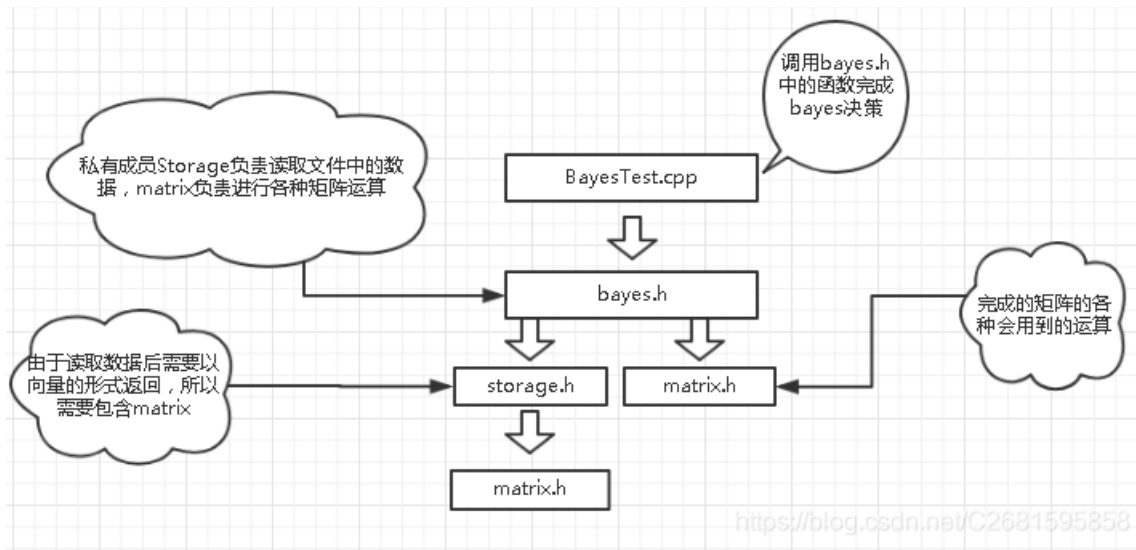 调用bayes.h
中的函数完成
bayes决策
私有成员Storage负责读取文件中的数
据，matrix负责进行各种矩阵运算
BayesTest.cpp
bayes.h
完成的矩阵的各
种会用到的运算
由于读取数据后需要以
向量的形式返回，所以
需要包含matrix
storage.h
matrix.h
matrix.h
https://blog.csdn.net/C2681595858